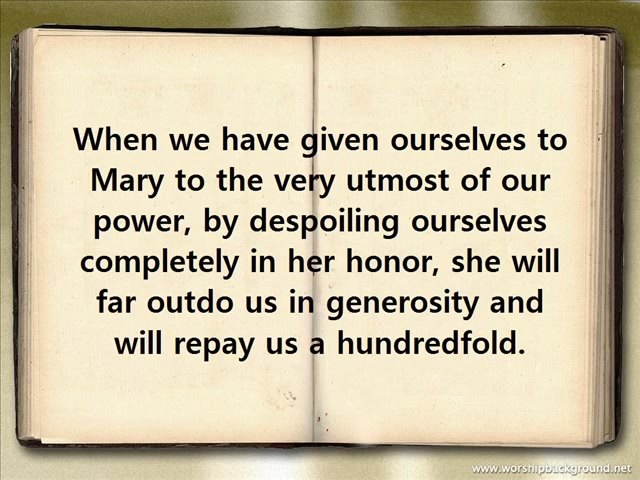 When we have given ourselves to
Mary to the very utmost of our
power, by despoiling ourselves
completely in her honor, she will
far outdo us in generosity and
will repay us a hundredfold.
www.worshipbackground.net